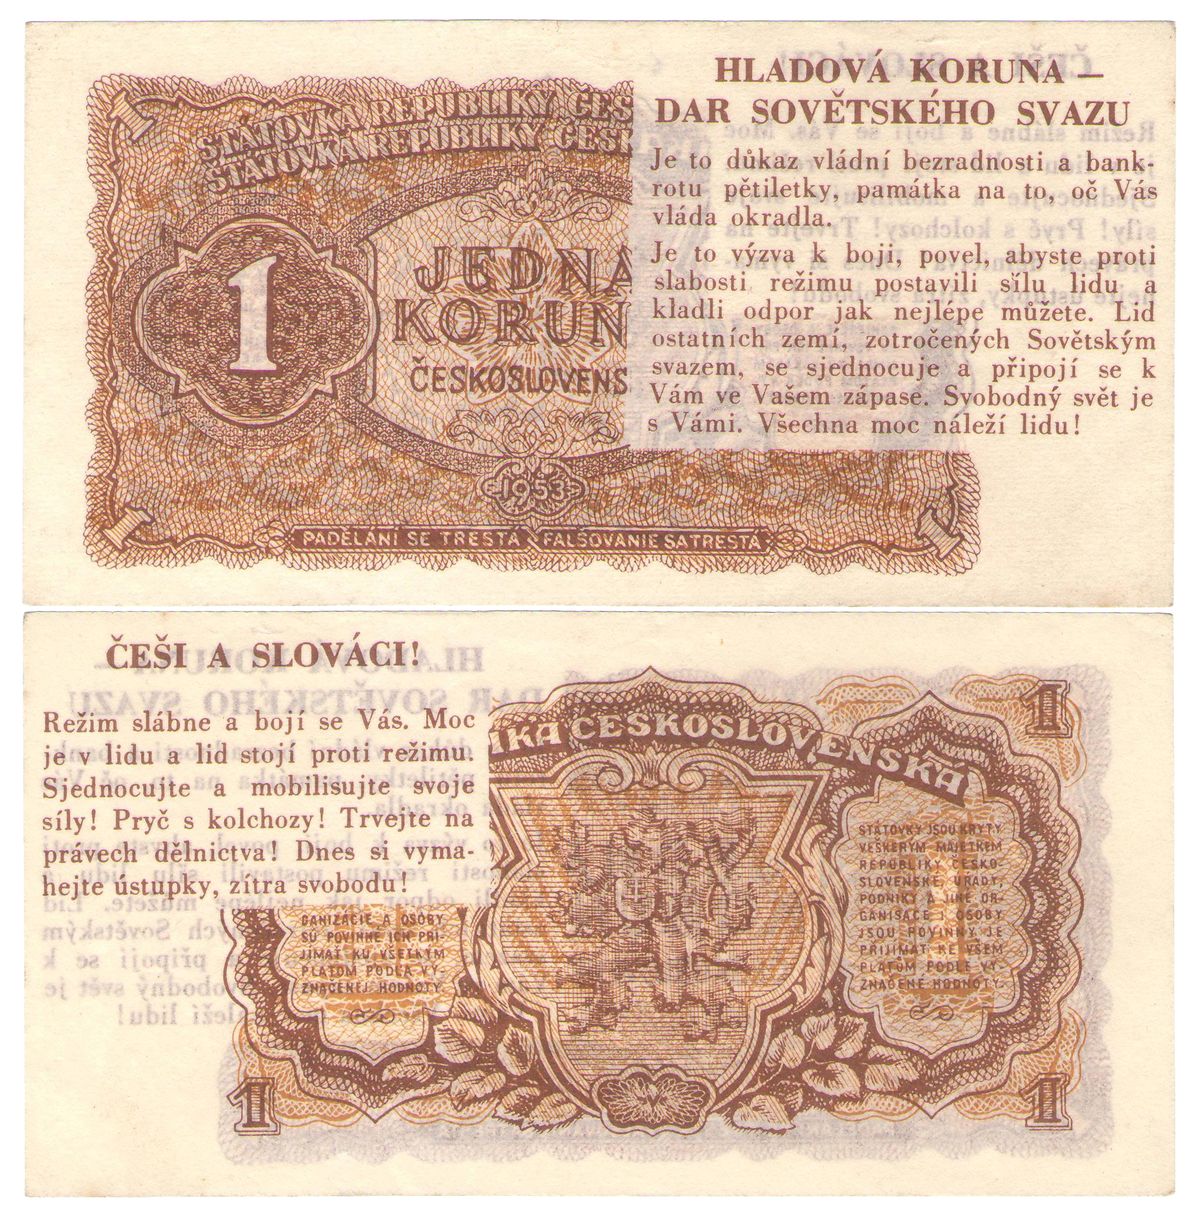 HLADOVÁ KORUNA —
DAR SOVĚTSKÉHO SVAZU
Je to důkaz vládní bezradnosti a bank-
rotu pětiletky, památka na to, oč Vás
vláda okradla.
Je to výzva k boji, povel, abyste proti
slabosti režimu postavili sílu lidu a
kladli odpor jak nejlépe můžete. Lid
ostatních zemí, zotročených Sovětským
svazem, se sjednocuje a připojí se k
Vám ve Vašem zápase. Svobodný svět je
s Vámi. Všechna moc náleží lidu!
STÁTOVKA REPUBLIKY ČES
STÁTOVKA REPUBLIKY ČESK
1
JEDNA
KORUN
ČESKOSLOVENS
1953
PADĚLÁNÍ SE TRESTÁ FALŠOVANIE SA TRESTÁ
1
1
1
ČEŠI A SLOVÁCI!
Režim slábne a bojí se Vás. Moc
je v lidu a lid stojí proti režimu.
Sjednocujte a mobilisujte svoje
síly! Pryč s kolchozy! Trvejte na
právech dělnictva! Dnes si vyma-
hejte ústupky, zítra svobodu!
IKA ČESKOSLOVENSKÁ
1
GANIZÁCIE A OSOBY
SÚ POVINNÉ ICH PRI-
JÍMAŤ KU VŠETKÝM
PLATOM PODĽA VY-
ZNAČENEJ HODNOTY
STÁTOVKY JSOU KRYTY
VEŠKERÝM MAJETKEM
REPUBLIKY ČESKO-
SLOVENSKÉ, ÚŘADY,
PODNIKY A JINÉ OR-
GANISACE I OSOBY
JSOU POVINNY JE
PŘIJÍMAT KE VŠEM
PLATŮM PODLE VY-
ZNAČENÉ HODNOTY
1
1